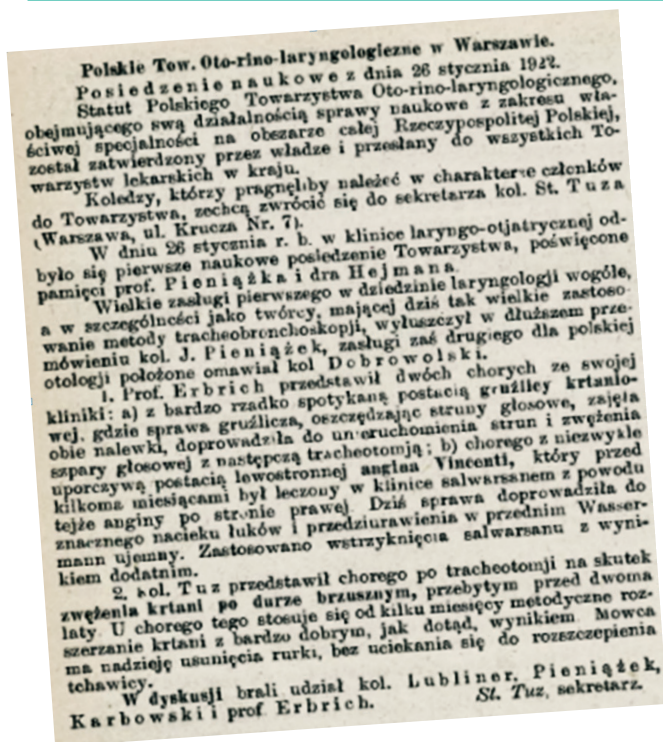 Polskie Tow. Oto-rino-laryngologiczne w Warszawie.
Posiedzenie naukowe z dnia 26 stycznia 1922.
Statut Polskiego Towarzystwa Oto-rino-laryngologicznego,
obejmującego swą działalnością sprawy naukowe z zakresu wła-
ściwej specjalności na obszarze całej Rzeczypospolitej Polskiej,
został zatwierdzony przez władze i przesłany do wszystkich To-
warzystw lekarskich w kraju.
Koledzy, którzy pragnęliby należeć w charakterze członków
do Towarzystwa, zechcą zwrócić się do sekretarza kol. St. Tuza
(Warszawa, ul. Krucza Nr. 7).
W dniu 26 stycznia r. b. w klinice laryngo-otjatrycznej od-
było się pierwsze naukowe posiedzenie Towarzystwa, poświęcone
pamięci prof. Pieniążka i dra Hejmana.
Wielkie zasługi pierwszego w dziedzinie laryngologji wogóle,
a w szczególności jako twórcy, mającej dziś tak wielkie zastoso-
wanie metody tracheobronchoskopji, wyłuszczył w dłuższem prze-
mówieniu kol. J. Pieniążek, zasługi zaś drugiego dla polskiej
otologji położone omawiał kol Dobrowolski.
1. Prof. Erbrich przedstawił dwóch chorych ze swojej
kliniki: a) z bardzo rzadko spotykaną postacią gruźlicy krtanio-
wej. gdzie sprawa gruźlicza, oszczędzając struny głosowe, zajęła
obie nalewki, doprowadziła do unieruchomienia strun i zwężenia
szpary głosowej z następczą tracheotomją; b) chorego z niezwykle
uporczywą postacią lewostronnej angina Vincenti, który przed
kilkoma miesiącami był leczony w klinice salwarsanem z powodu
tejże anginy po stronie prawej. Dziś sprawa doprowadziła do
znacznego nacieku łuków i przedziurawienia w przednim Wasser-
mann ujemny. Zastosowano wstrzyknięcia salwarsanu z wyni-
kiem dodatnim.
2. kol. Tuz przedstawił chorego po tracheotomji na skutek
zwężenia krtani po durze brzusznym, przebytym przed dwoma
laty. U chorego tego stosuje się od kilku miesięcy metodyczne roz-
szerzanie krtani z bardzo dobrym, jak dotąd, wynikiem. Mowca
ma nadzieję usunięcia rurki, bez uciekania się do rozszczepienia
tchawicy.
W dyskusji brali udział kol. Lubliner, Pieniążek,
Karbowski i prof. Erbrich. St. Tuz, sekretarz.